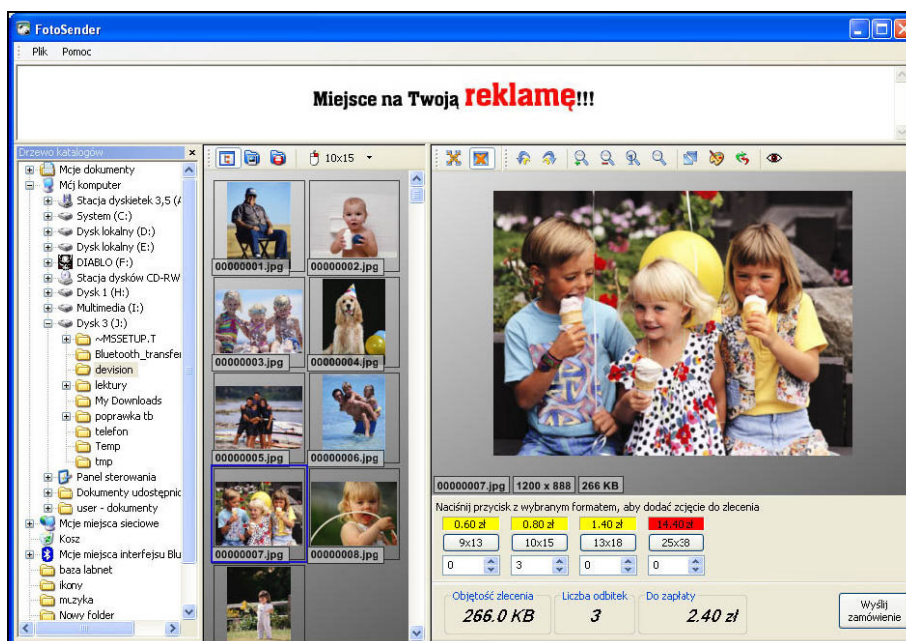 FotoSender
Plik Pomoc
Miejsce na Twoją reklamę!!!
Drzewo katalogów
Moje dokumenty
Mój komputer
Stacja dyskietek 3,5 (A
System (C:)
Dysk lokalny (D:)
Dysk lokalny (E:)
DIABLO (F:)
Stacja dysków CD-RW
Dysk 1 (H:)
Multimedia (I:)
Dysk 3 (J:)
~MSSETUP.T
Bluetooth_transfe
devision
lektury
My Downloads
poprawka tb
telefon
Temp
tmp
Panel sterowania
Dokumenty udostępnic
user - dokumenty
Moje miejsca sieciowe
Kosz
Moje miejsca interfejsu Blu
baza labnet
ikony
muzyka
Nowy folder
10x15
00000001.jpg 00000002.jpg
00000003.jpg 00000004.jpg
00000005.jpg 00000006.jpg
00000007.jpg 00000008.jpg
00000007.jpg 1200 x 888 266 KB
Naciśnij przycisk z wybranym formatem, aby dodać zcjęcie do zlecenia
0.60 zł 0.80 zł 1.40 zł 14.40 zł
9x13 10x15 13x18 25x38
0 3 0 0
Objętość zlecenia Liczba odbitek Do zapłaty
266.0 KB 3 2.40 zł
Wyślij
zamówienie